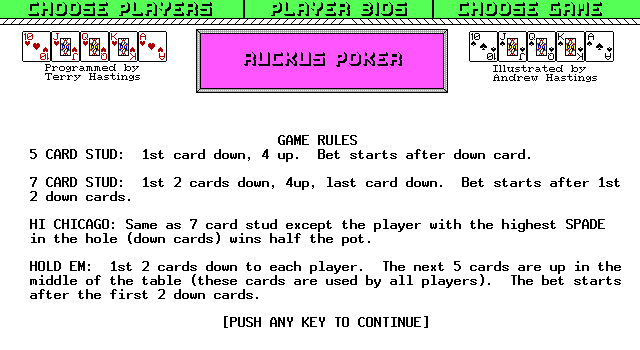 CHOOSE PLAYERS PLAYER BIOS CHOOSE GAME
10 J Q K A
RUCKUS POKER
10 J Q K A
Programmed by
Terry Hastings
Illustrated by
Andrew Hastings
GAME RULES
5 CARD STUD:  1st card down, 4 up.  Bet starts after down card.
7 CARD STUD:  1st 2 cards down, 4up, last card down.  Bet starts after 1st
2 down cards.
HI CHICAGO: Same as 7 card stud except the player with the highest SPADE
in the hole (down cards) wins half the pot.
HOLD EM:  1st 2 cards down to each player.  The next 5 cards are up in the
middle of the table (these cards are used by all players).  The bet starts
after the first 2 down cards.
[PUSH ANY KEY TO CONTINUE]